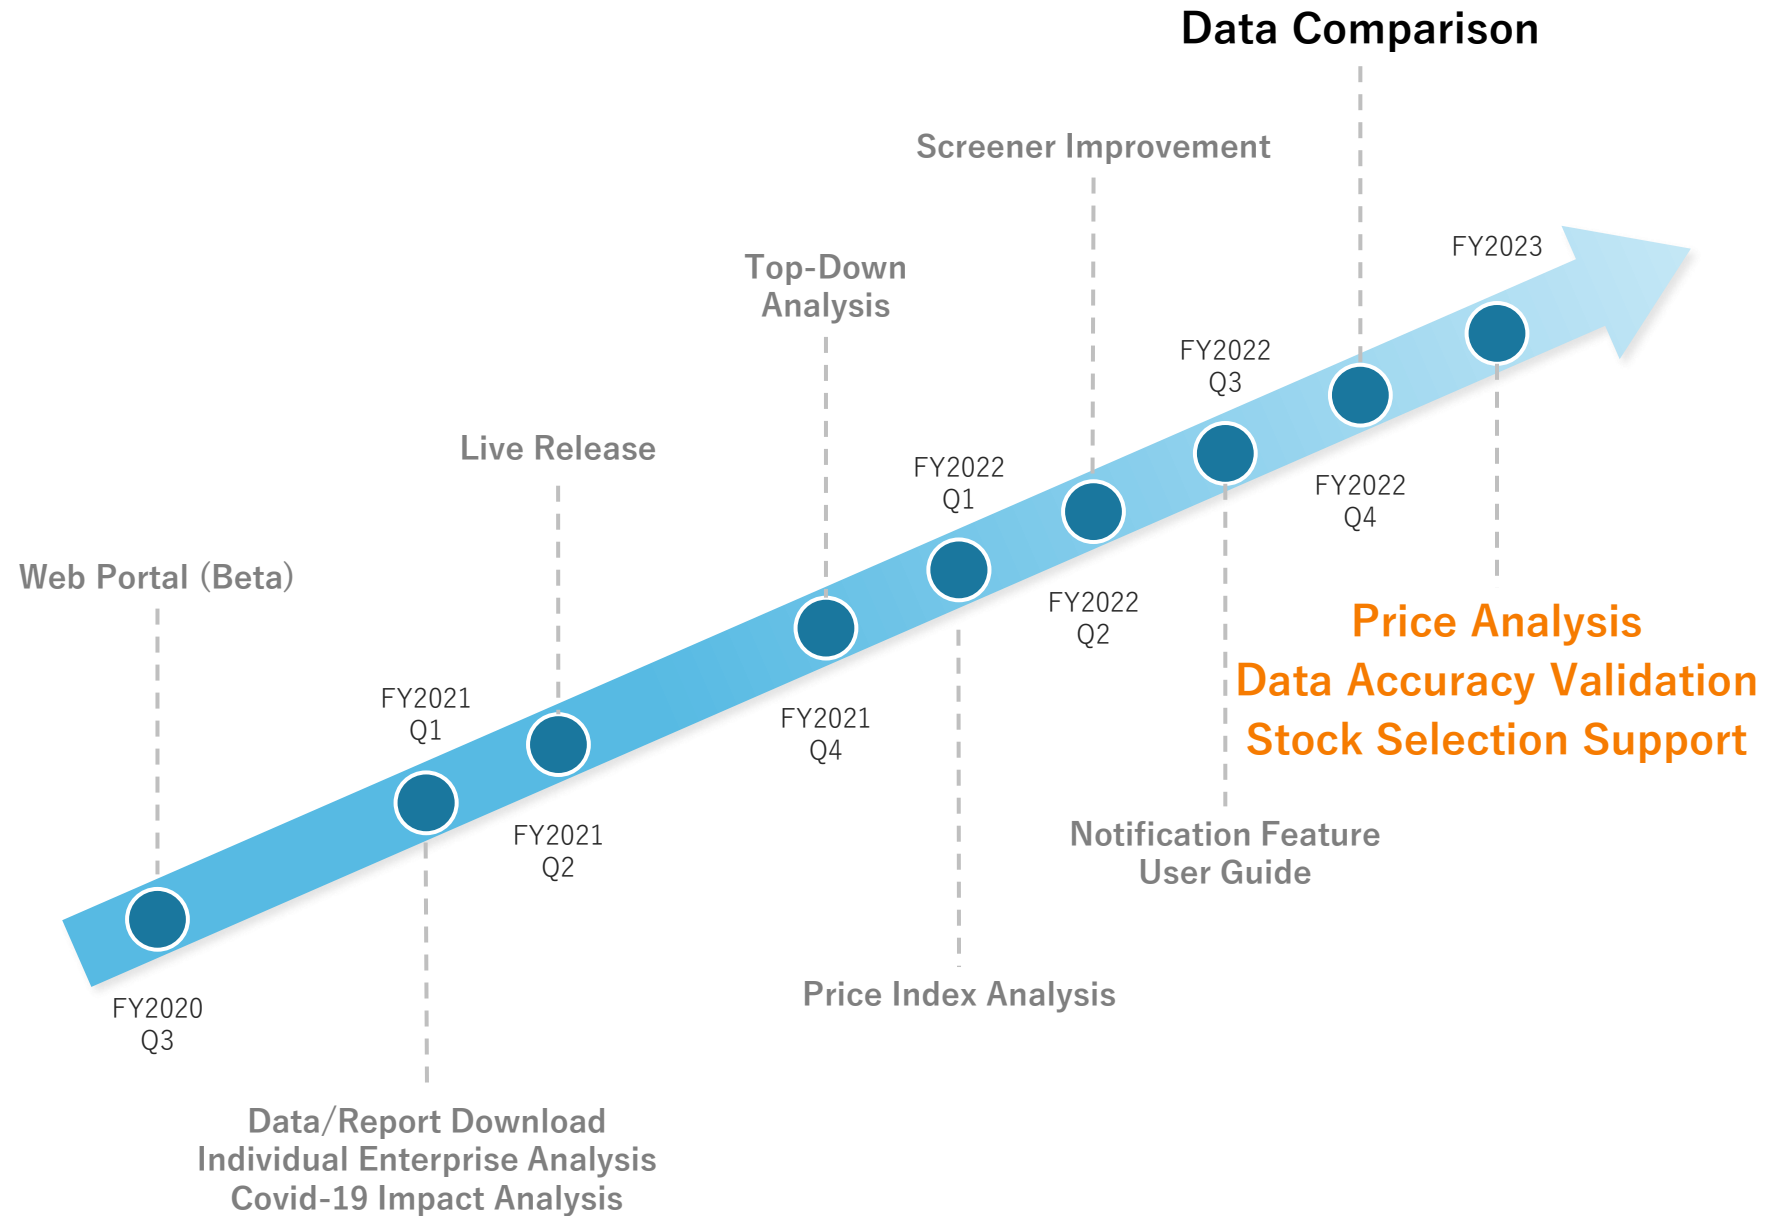 Data Comparison
Screener Improvement
FY2023
Top-Down
Analysis
FY2022
Q3
Live Release
FY2022
Q1
FY2022
Q4
Web Portal (Beta)
FY2022
Q2
Price Analysis
Data Accuracy Validation
Stock Selection Support
FY2021
Q1
FY2021
Q4
FY2021
Q2
Notification Feature
User Guide
Price Index Analysis
FY2020
Q3
Data/Report Download
Individual Enterprise Analysis
Covid-19 Impact Analysis